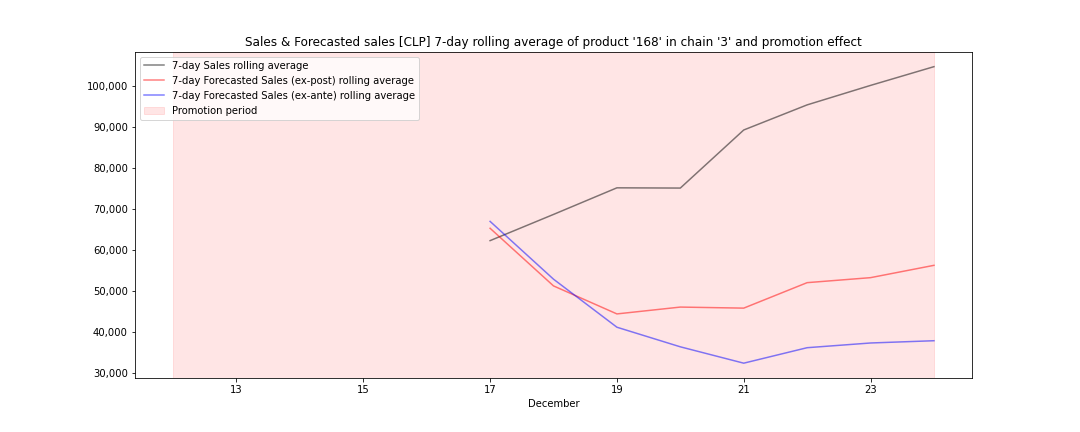 Sales & Forecasted sales [CLP] 7-day rolling average of product '168' in chain '3' and promotion effect
7-day Sales rolling average
7-day Forecasted Sales (ex-post) rolling average
7-day Forecasted Sales (ex-ante) rolling average
Promotion period
100,000
90,000
80,000
70,000
60,000
50,000
40,000
30,000
13 15 17 19 21 23
December